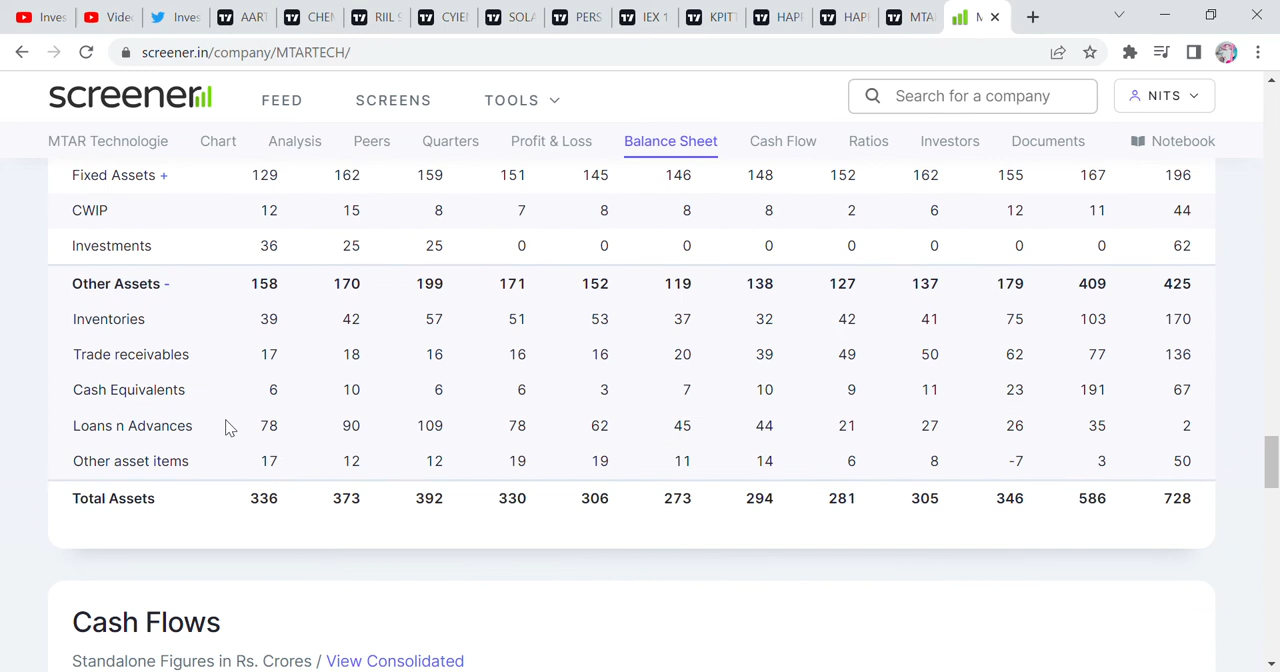 Inves
Vide
Inves
AART
CHEM
RIIL S
CYIEN
SOLA
PERS
IEX 1
KPITT
HAPI
HAPI
MTA
screener.in/company/MTARTECH/
screener
FEED
SCREENS
TOOLS
Search for a company
NITS
MTAR Technologie Chart Analysis Peers Quarters Profit & Loss Balance Sheet Cash Flow Ratios Investors Documents Notebook
Fixed Assets + 129 162 159 151 145 146 148 152 162 155 167 196
CWIP 12 15 8 7 8 8 8 2 6 12 11 44
Investments 36 25 25 0 0 0 0 0 0 0 0 62
Other Assets - 158 170 199 171 152 119 138 127 137 179 409 425
Inventories 39 42 57 51 53 37 32 42 41 75 103 170
Trade receivables 17 18 16 16 16 20 39 49 50 62 77 136
Cash Equivalents 6 10 6 6 3 7 10 9 11 23 191 67
Loans n Advances 78 90 109 78 62 45 44 21 27 26 35 2
Other asset items 17 12 12 19 19 11 14 6 8 -7 3 50
Total Assets 336 373 392 330 306 273 294 281 305 346 586 728
Cash Flows
Standalone Figures in Rs. Crores / View Consolidated